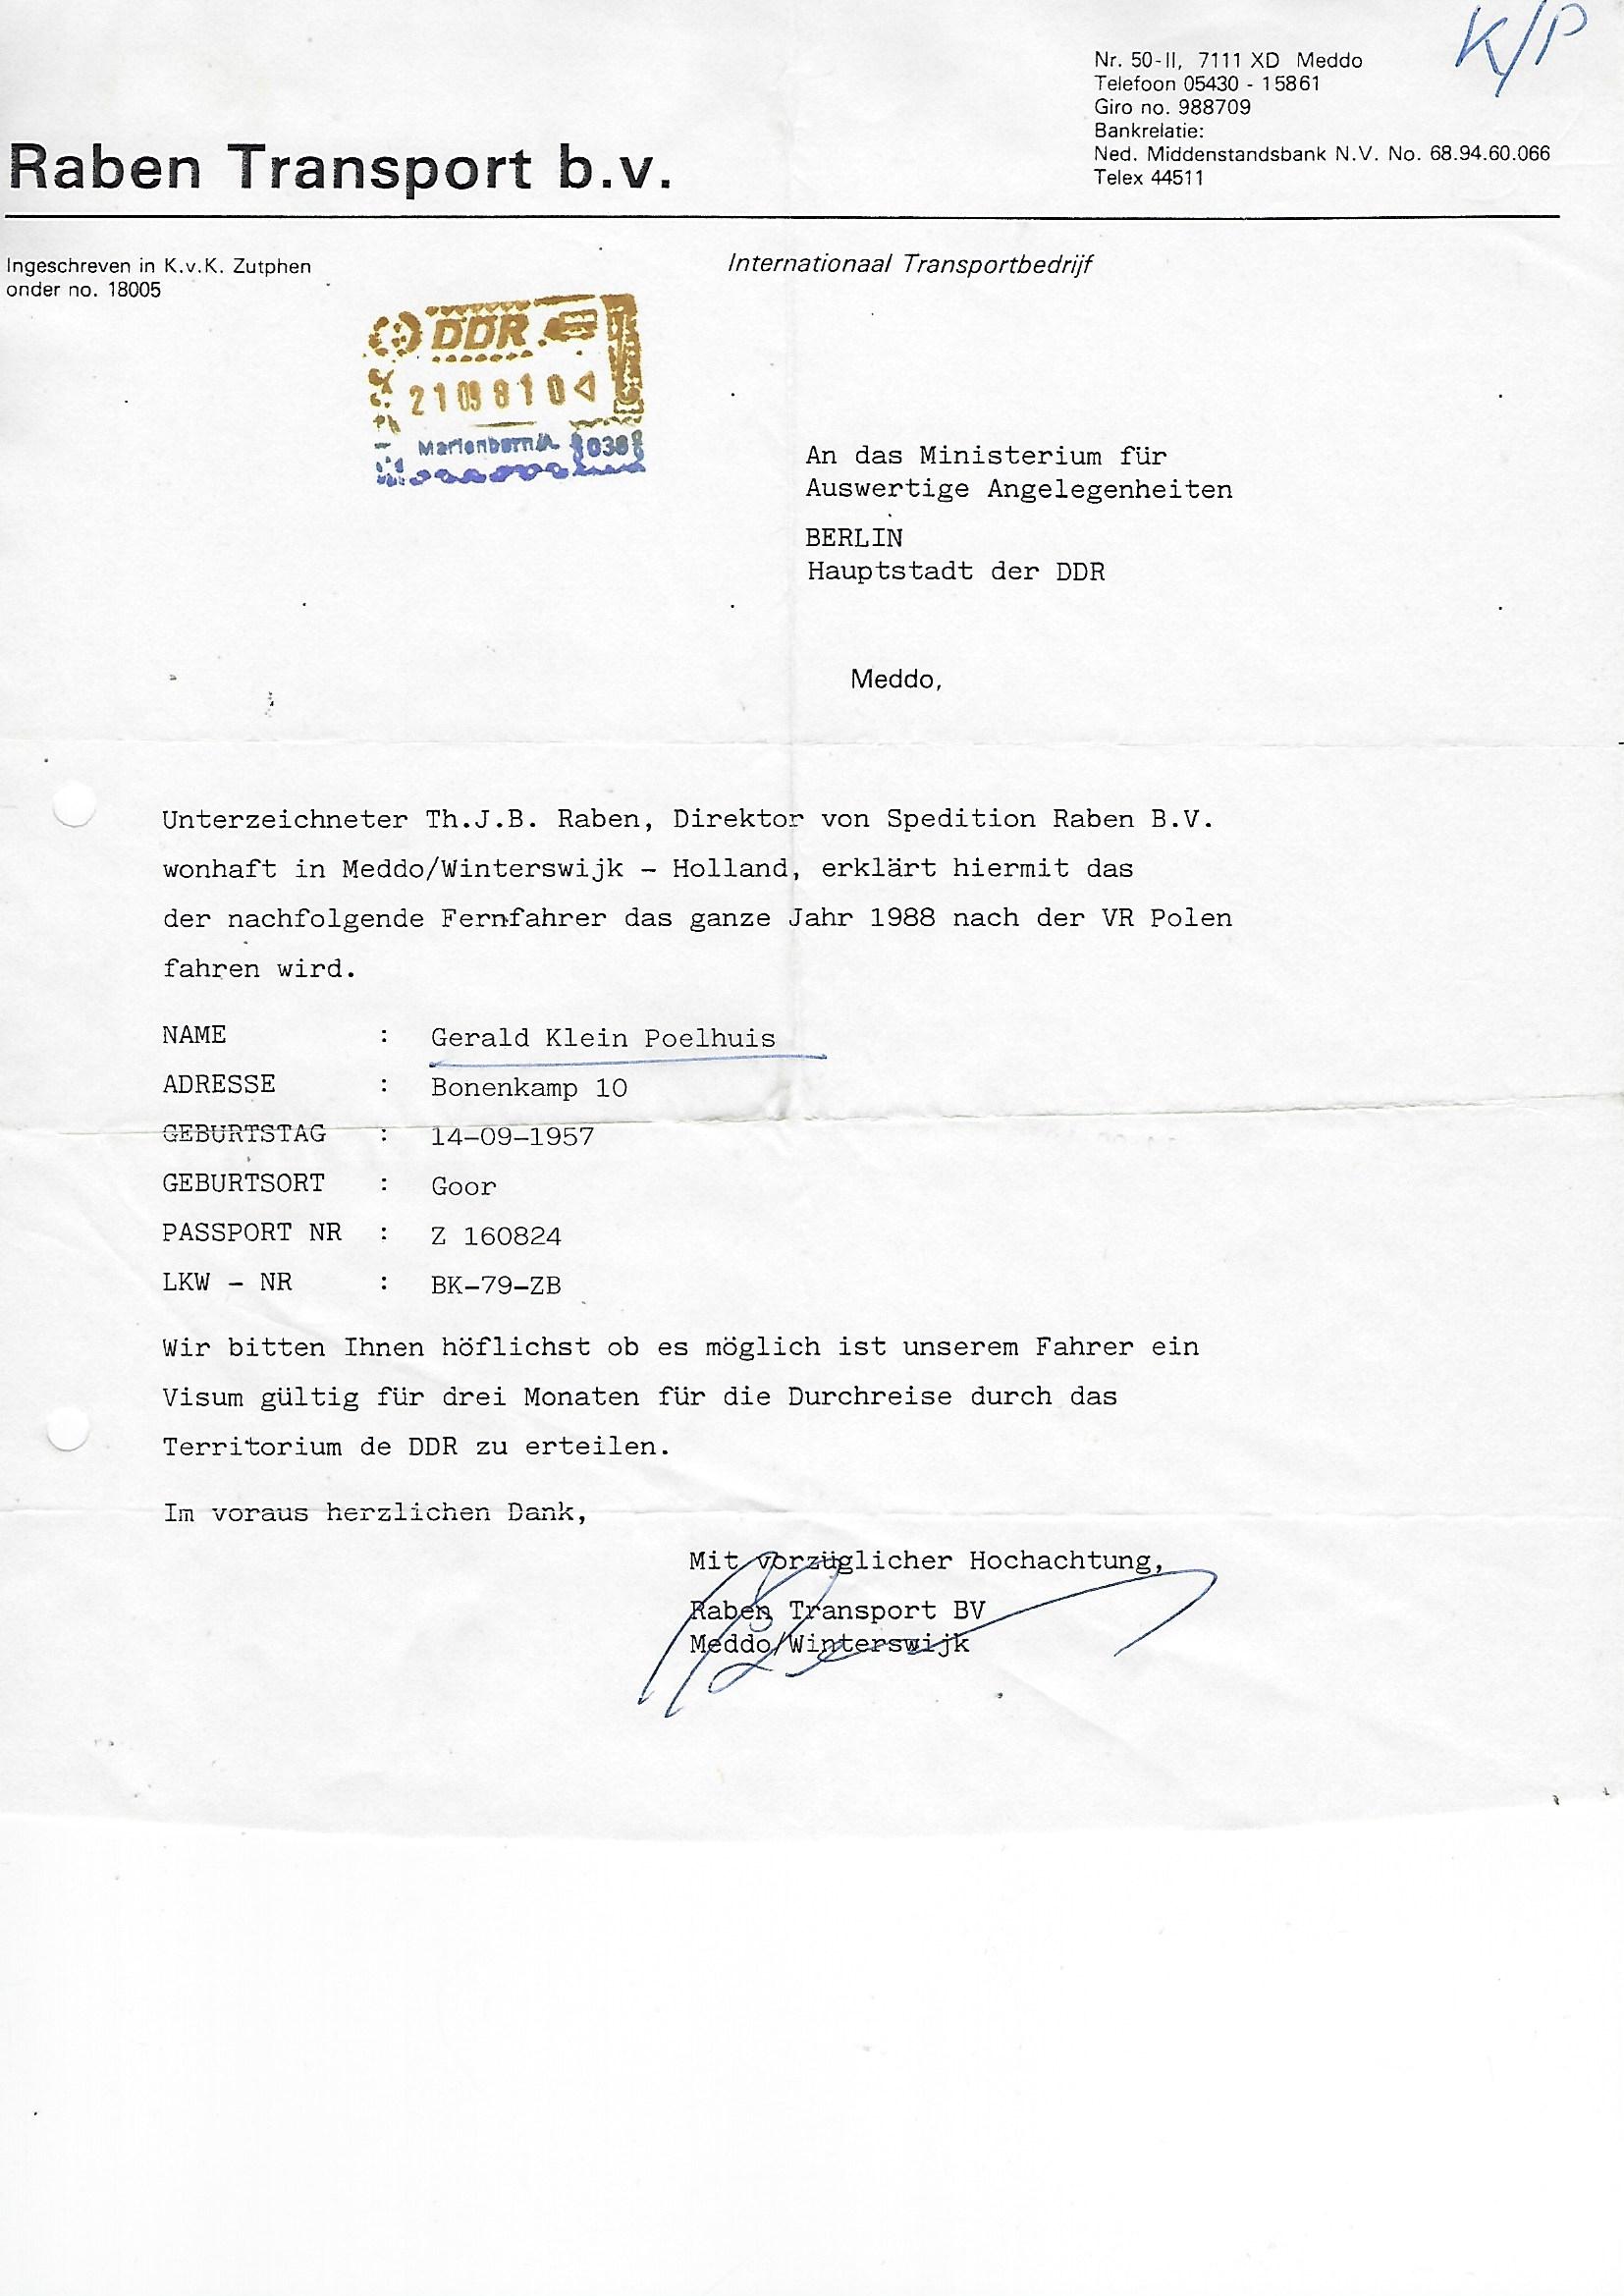 K/P
Nr. 50-II, 7111 XD Meddo
Telefoon 05430 - 15861
Giro no. 988709
Bankrelatie:
Ned. Middenstandsbank N.V. No. 68.94.60.066
Telex 44511
Raben Transport b.v.
Ingeschreven in K.v.K. Zutphen
onder no. 18005
Internationaal Transportbedrijf
DDR
Marienborn/A 038
An das Ministerium für
Auswertige Angelegenheiten
BERLIN
Hauptstadt der DDR
Meddo,
Unterzeichneter Th.J.B. Raben, Direktor von Spedition Raben B.V.
wonhaft in Meddo/Winterswijk – Holland, erklärt hiermit das
der nachfolgende Fernfahrer das ganze Jahr 1988 nach der VR Polen
fahren wird.
NAME : Gerald Klein Poelhuis
ADRESSE : Bonenkamp 10
GEBURTSTAG : 14-09-1957
GEBURTSORT : Goor
PASSPORT NR : Z 160824
LKW – NR : BK-79-ZB
Wir bitten Ihnen höflichst ob es möglich ist unserem Fahrer ein
Visum gültig für drei Monaten für die Durchreise durch das
Territorium de DDR zu erteilen.
Im voraus herzlichen Dank,
Mit vorzüglicher Hochachtung,
Raben Transport BV
Meddo/Winterswijk